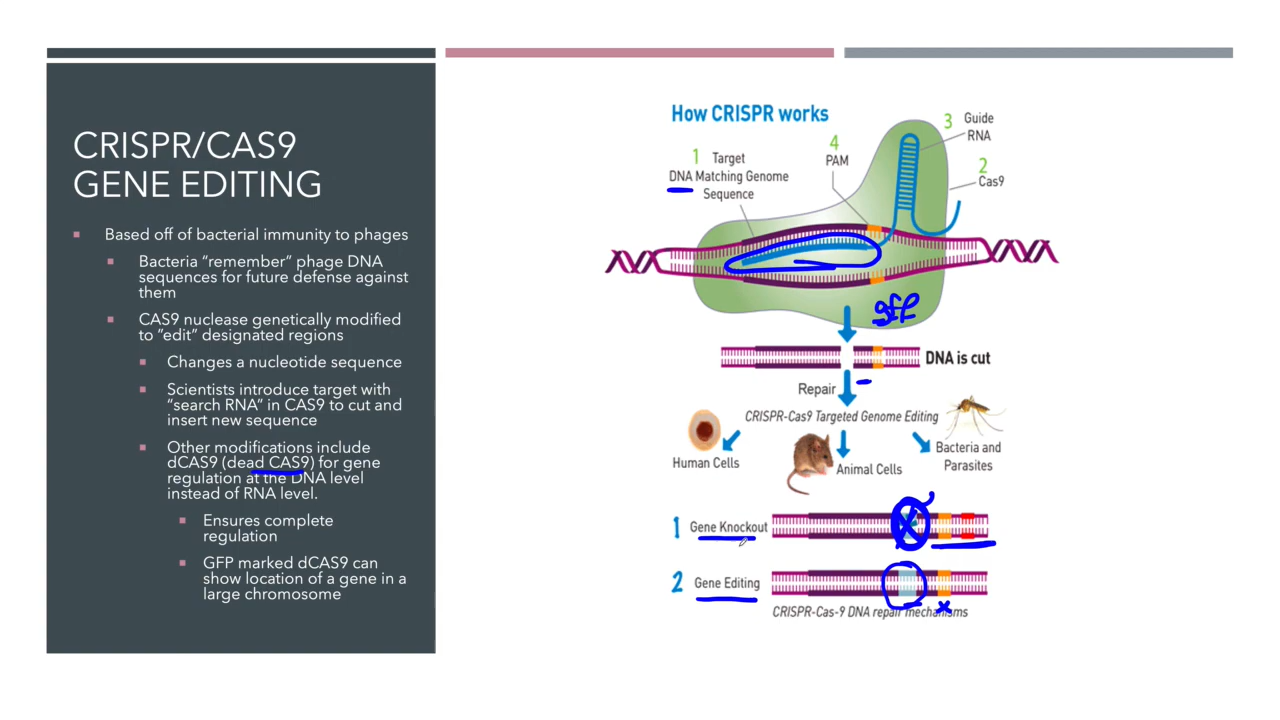 CRISPR/CAS9
GENE EDITING
Based off of bacterial immunity to phages
Bacteria “remember” phage DNA
sequences for future defense against
them
CAS9 nuclease genetically modified
to “edit” designated regions
Changes a nucleotide sequence
Scientists introduce target with
“search RNA” in CAS9 to cut and
insert new sequence
Other modifications include
dCAS9 (dead CAS9) for gene
regulation at the DNA level
instead of RNA level.
Ensures complete
regulation
GFP marked dCAS9 can
show location of a gene in a
large chromosome
How CRISPR works
1 Target
DNA Matching Genome
Sequence
4
PAM
3 Guide
RNA
2
Cas9
gfp
DNA is cut
Repair
CRISPR-Cas9 Targeted Genome Editing
Human Cells
Animal Cells
Bacteria and
Parasites
1 Gene Knockout
2 Gene Editing
CRISPR-Cas-9 DNA repair mechanisms